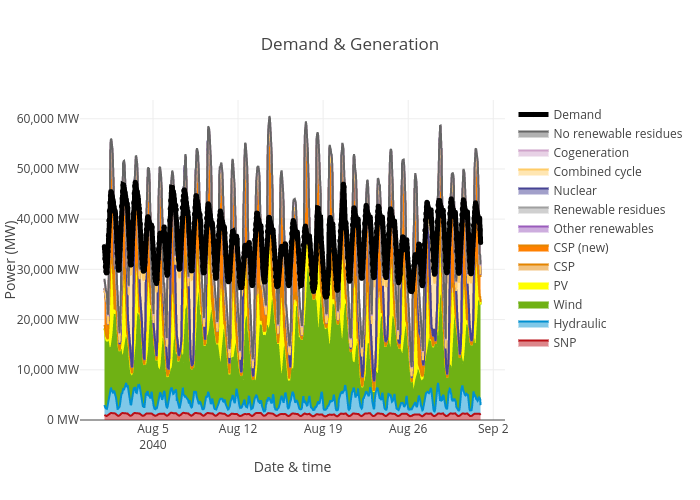 Demand & Generation
60,000 MW
50,000 MW
40,000 MW
30,000 MW
20,000 MW
10,000 MW
0 MW
Power (MW)
Aug 5
2040
Aug 12
Aug 19
Aug 26
Sep 2
Date & time
Demand
No renewable residues
Cogeneration
Combined cycle
Nuclear
Renewable residues
Other renewables
CSP (new)
CSP
PV
Wind
Hydraulic
SNP